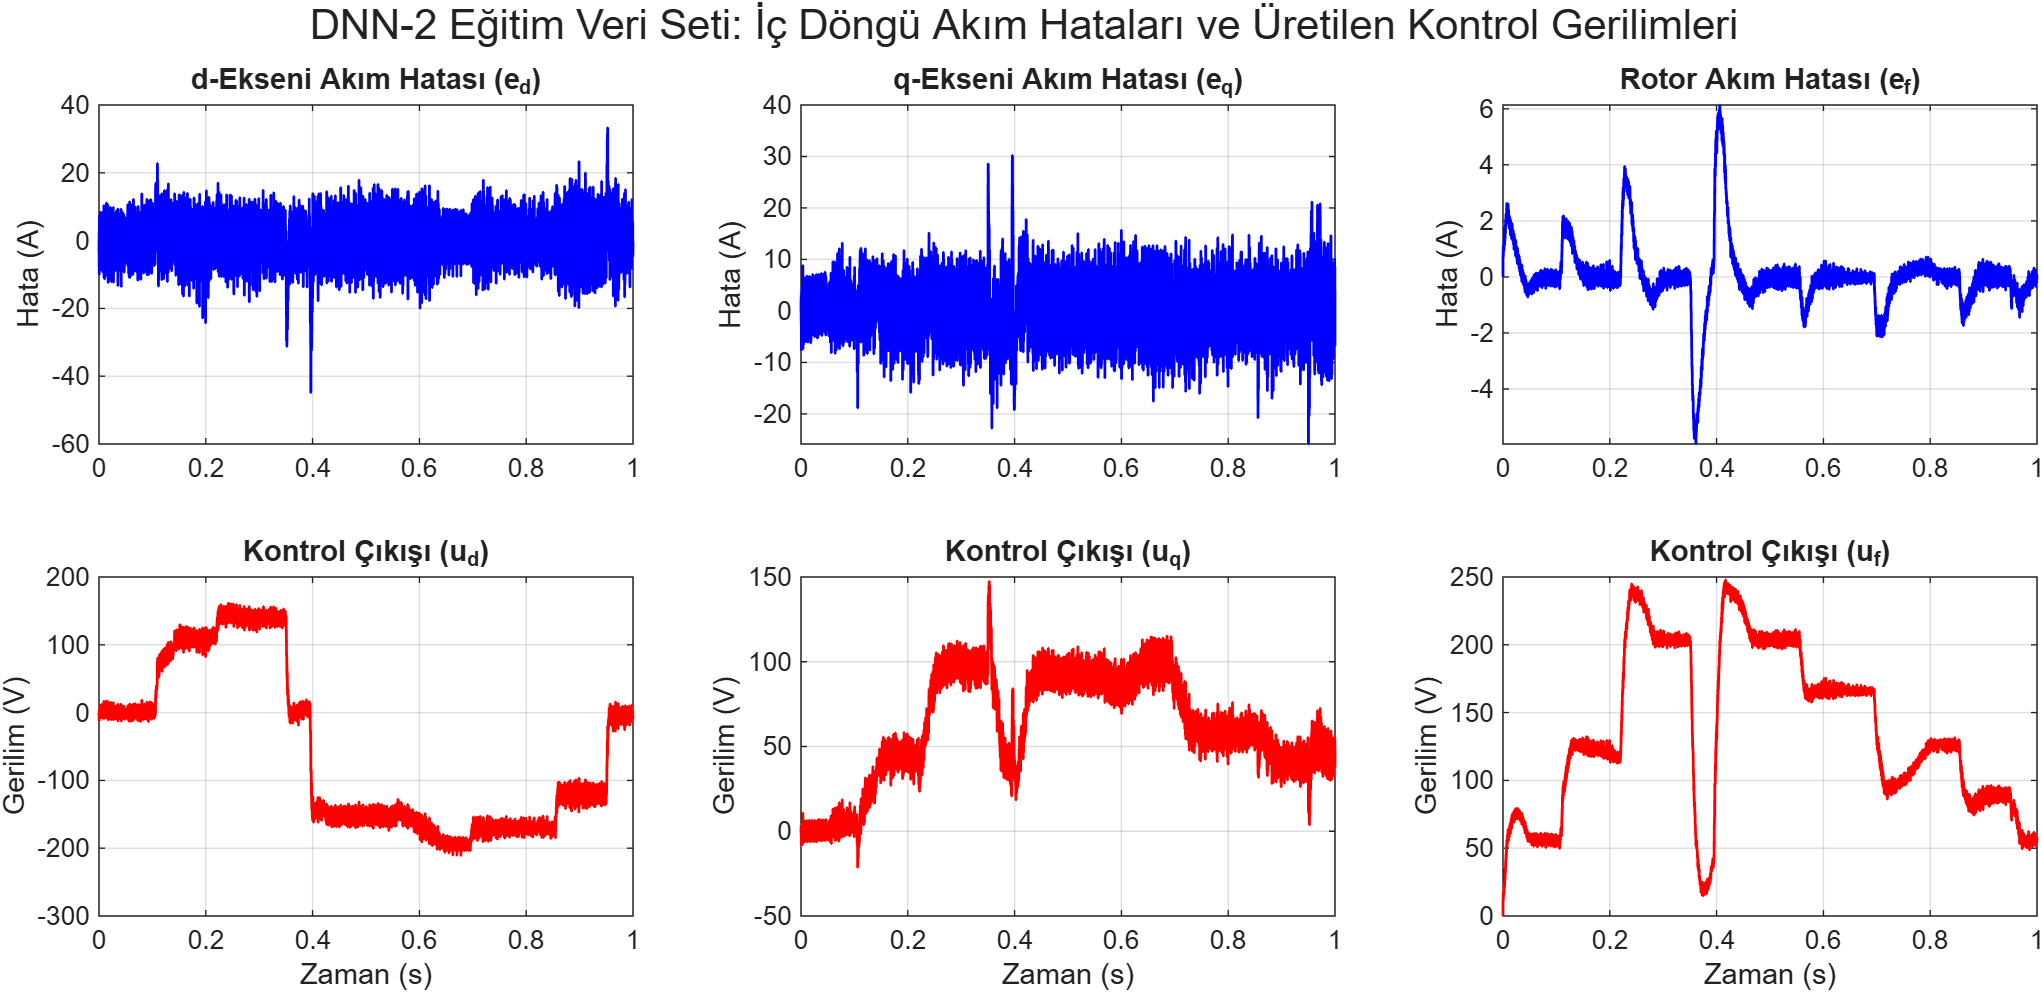 DNN-2 Eğitim Veri Seti: İç Döngü Akım Hataları ve Üretilen Kontrol Gerilimleri
d-Ekseni Akım Hatası (e_d)
40
20
0
-20
-40
-60
Hata (A)
0 0.2 0.4 0.6 0.8 1
q-Ekseni Akım Hatası (e_q)
40
30
20
10
0
-10
-20
Hata (A)
0 0.2 0.4 0.6 0.8 1
Rotor Akım Hatası (e_f)
6
4
2
0
-2
-4
Hata (A)
0 0.2 0.4 0.6 0.8 1
Kontrol Çıkışı (u_d)
200
100
0
-100
-200
-300
Gerilim (V)
0 0.2 0.4 0.6 0.8 1
Zaman (s)
Kontrol Çıkışı (u_q)
150
100
50
0
-50
Gerilim (V)
0 0.2 0.4 0.6 0.8 1
Zaman (s)
Kontrol Çıkışı (u_f)
250
200
150
100
50
0
Gerilim (V)
0 0.2 0.4 0.6 0.8 1
Zaman (s)